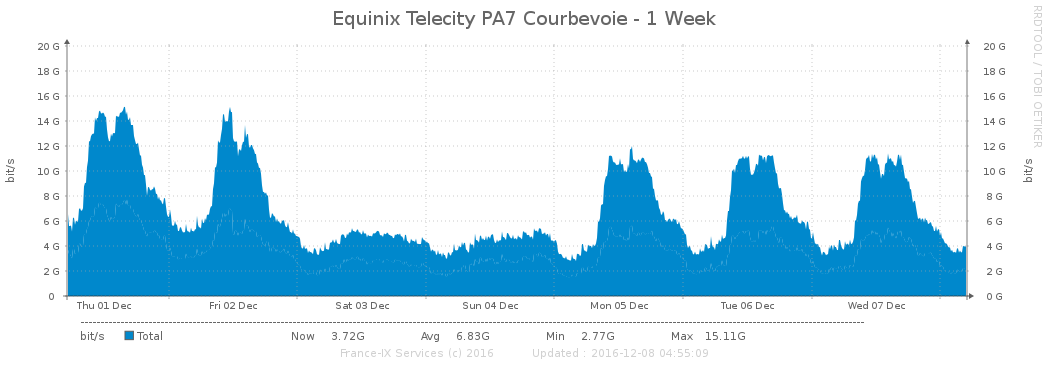 Equinix Telecity PA7 Courbevoie - 1 Week
RRDTOOL / TOBI OETIKER
20 G 20 G
18 G 18 G
16 G 16 G
14 G 14 G
12 G 12 G
10 G 10 G
8 G 8 G
6 G 6 G
4 G 4 G
2 G 2 G
0 0 G
bit/s
bit/s
Thu 01 Dec Fri 02 Dec Sat 03 Dec Sun 04 Dec Mon 05 Dec Tue 06 Dec Wed 07 Dec
bit/s Total Now 3.72G Avg 6.83G Min 2.77G Max 15.11G
France-IX Services (c) 2016 Updated : 2016-12-08 04:55:09